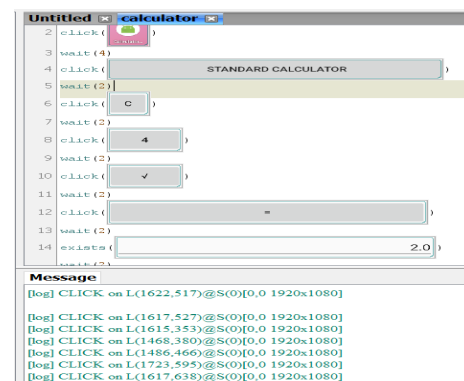 Untitled calculator
2 click( )
3 wait(4)
4 click( STANDARD CALCULATOR )
5 wait(2)
6 click( C )
7 wait(2)
8 click( 4 )
9 wait(2)
10 click( √ )
11 wait(2)
12 click( = )
13 wait(2)
14 exists( 2.0 )
wait(2)
Message
[log] CLICK on L(1622,517)@S(0)[0,0 1920x1080]
[log] CLICK on L(1617,527)@S(0)[0,0 1920x1080]
[log] CLICK on L(1615,353)@S(0)[0,0 1920x1080]
[log] CLICK on L(1468,380)@S(0)[0,0 1920x1080]
[log] CLICK on L(1486,466)@S(0)[0,0 1920x1080]
[log] CLICK on L(1723,595)@S(0)[0,0 1920x1080]
[log] CLICK on L(1617,638)@S(0)[0,0 1920x1080]